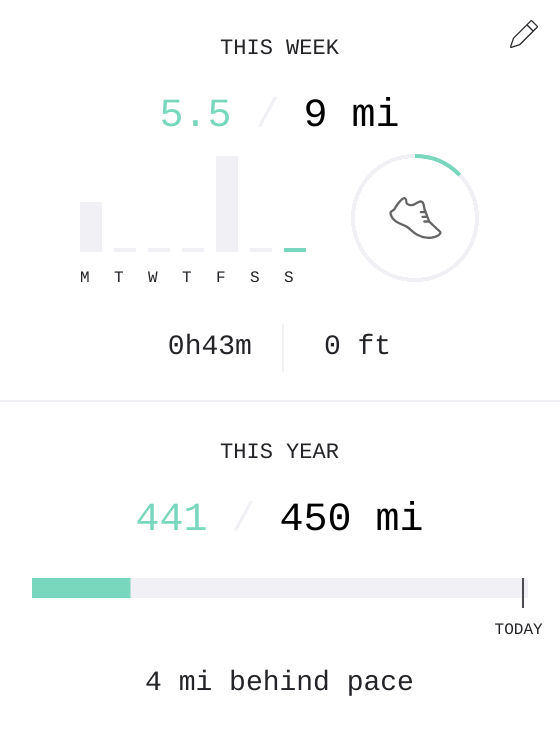 THIS WEEK
5.5 / 9 mi
M T W T F S S
0h43m 0 ft
THIS YEAR
441 / 450 mi
TODAY
4 mi behind pace